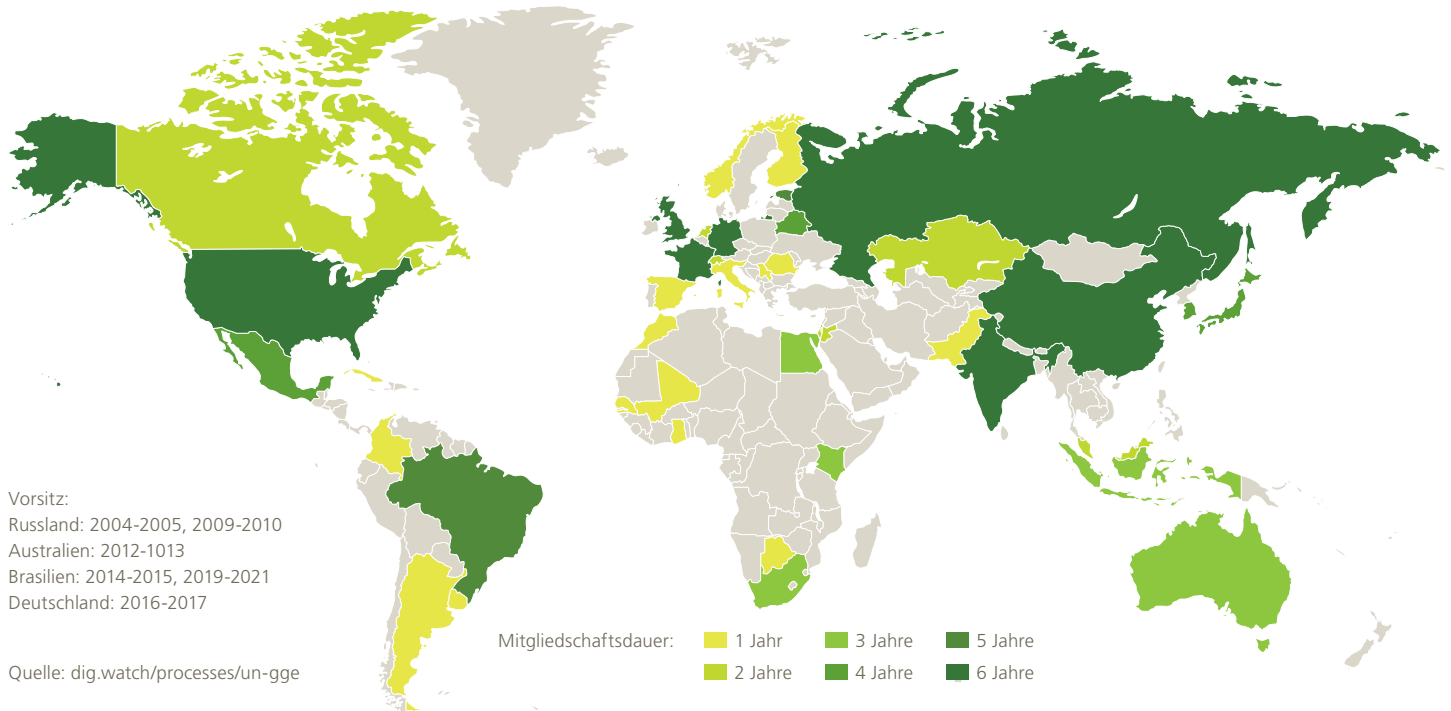 Vorsitz:
Russland: 2004-2005, 2009-2010
Australien: 2012-1013
Brasilien: 2014-2015, 2019-2021
Deutschland: 2016-2017
Quelle: dig.watch/processes/un-gge
Mitgliedschaftsdauer:
1 Jahr
3 Jahre
5 Jahre
2 Jahre
4 Jahre
6 Jahre